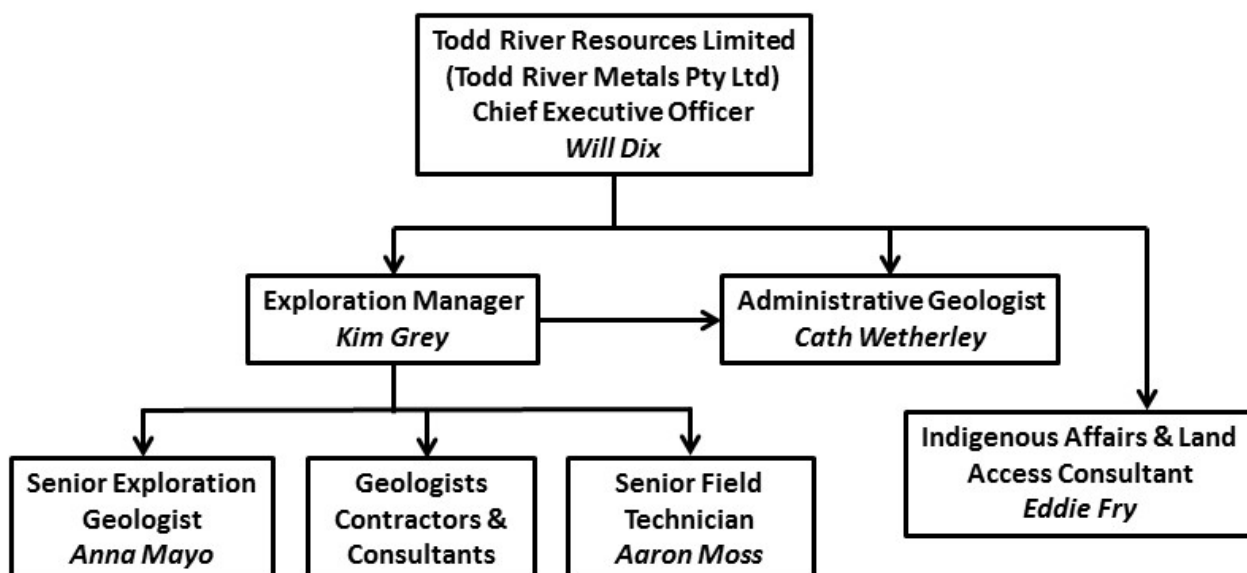 Todd River Resources Limited
(Todd River Metals Pty Ltd)
Chief Executive Officer
Will Dix
Exploration Manager
Kim Grey
Administrative Geologist
Cath Wetherley
Senior Exploration
Geologist
Anna Mayo
Geologists
Contractors &
Consultants
Senior Field
Technician
Aaron Moss
Indigenous Affairs & Land
Access Consultant
Eddie Fry